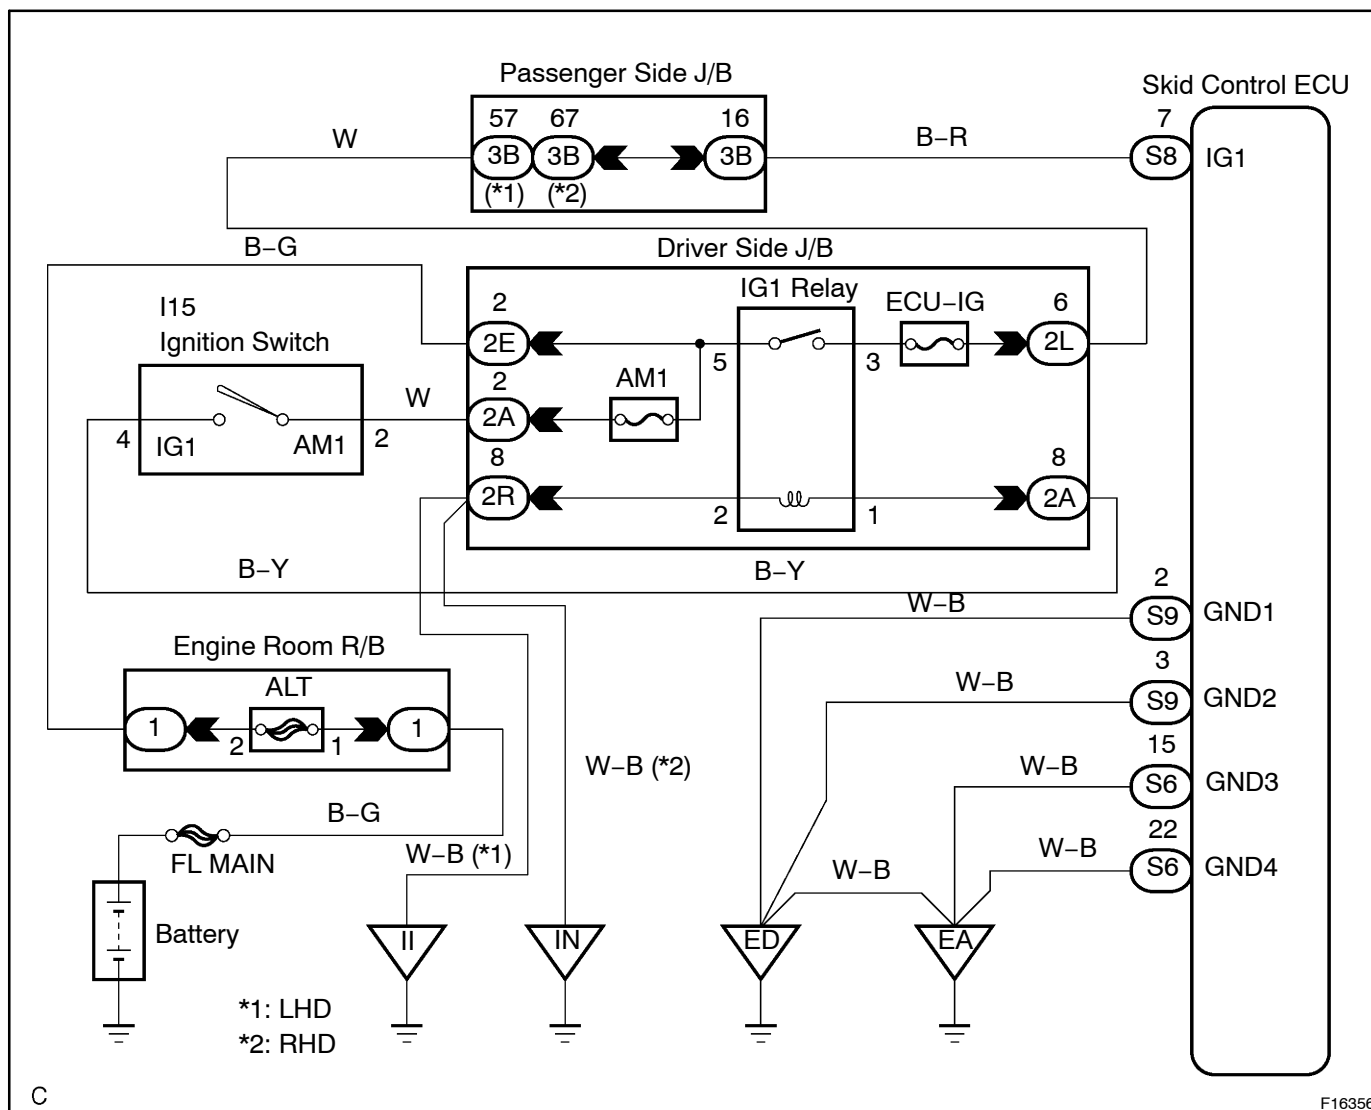 Passenger Side J/B
Skid Control ECU
57 67 16
7
W
3B 3B 3B
B–R
S8 IG1
(*1) (*2)
B–G
Driver Side J/B
I15
Ignition Switch
IG1 Relay
ECU–IG
2
6
2E
5
3
2L
2
AM1
W
2A
4
IG1
AM1
2
8
8
2R
2
1
2A
B–Y
B–Y
2
W–B
S9 GND1
Engine Room R/B
3
ALT
W–B
S9 GND2
1
2
1
1
15
W–B (*2)
W–B
S6 GND3
B–G
22
FL MAIN
W–B (*1)
W–B
W–B
S6 GND4
Battery
II
IN
ED
EA
*1: LHD
*2: RHD
C
F16356